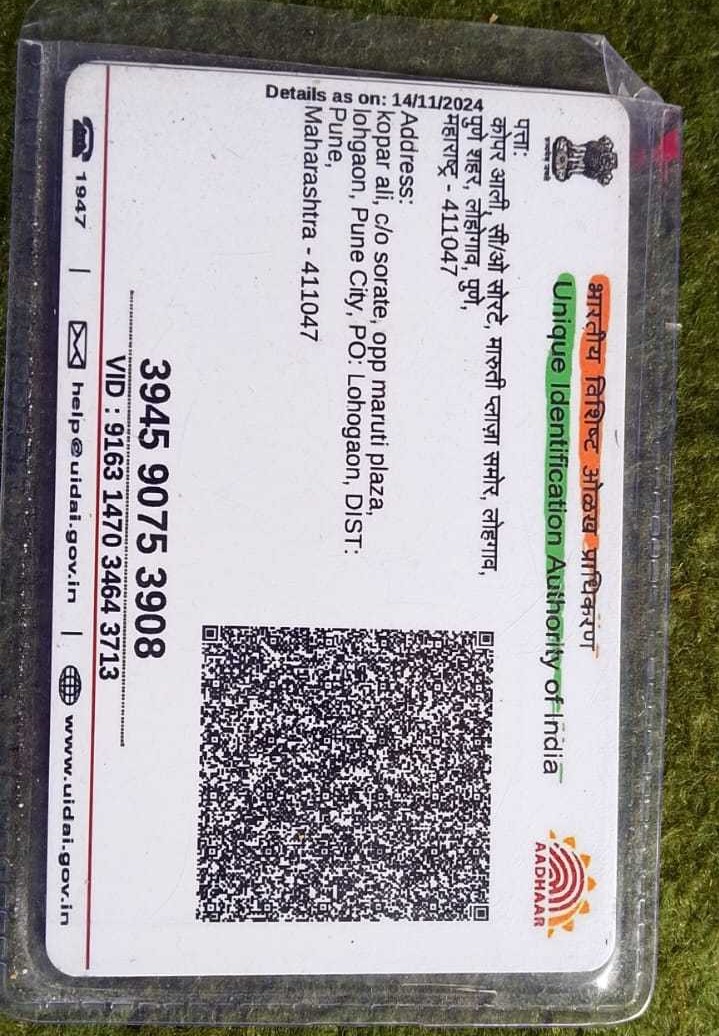 भारतीय विशिष्ट ओळख प्राधिकरण
Unique Identification Authority of India
AADHAAR
पत्ता:
कोपर आली, सी/ओ सोरटे, मारुती प्लाज़ा समोर, लोहगाव,
पुणे शहर, लोहोगाव, पुणे,
महाराष्ट्र - 411047
Address:
kopar ali, c/o sorate, opp maruti plaza,
lohgaon, Pune City, PO: Lohogaon, DIST:
Pune,
Maharashtra - 411047
Details as on: 14/11/2024
3945 9075 3908
VID : 9163 1470 3464 3713
1947 | help@uidai.gov.in | www.uidai.gov.in